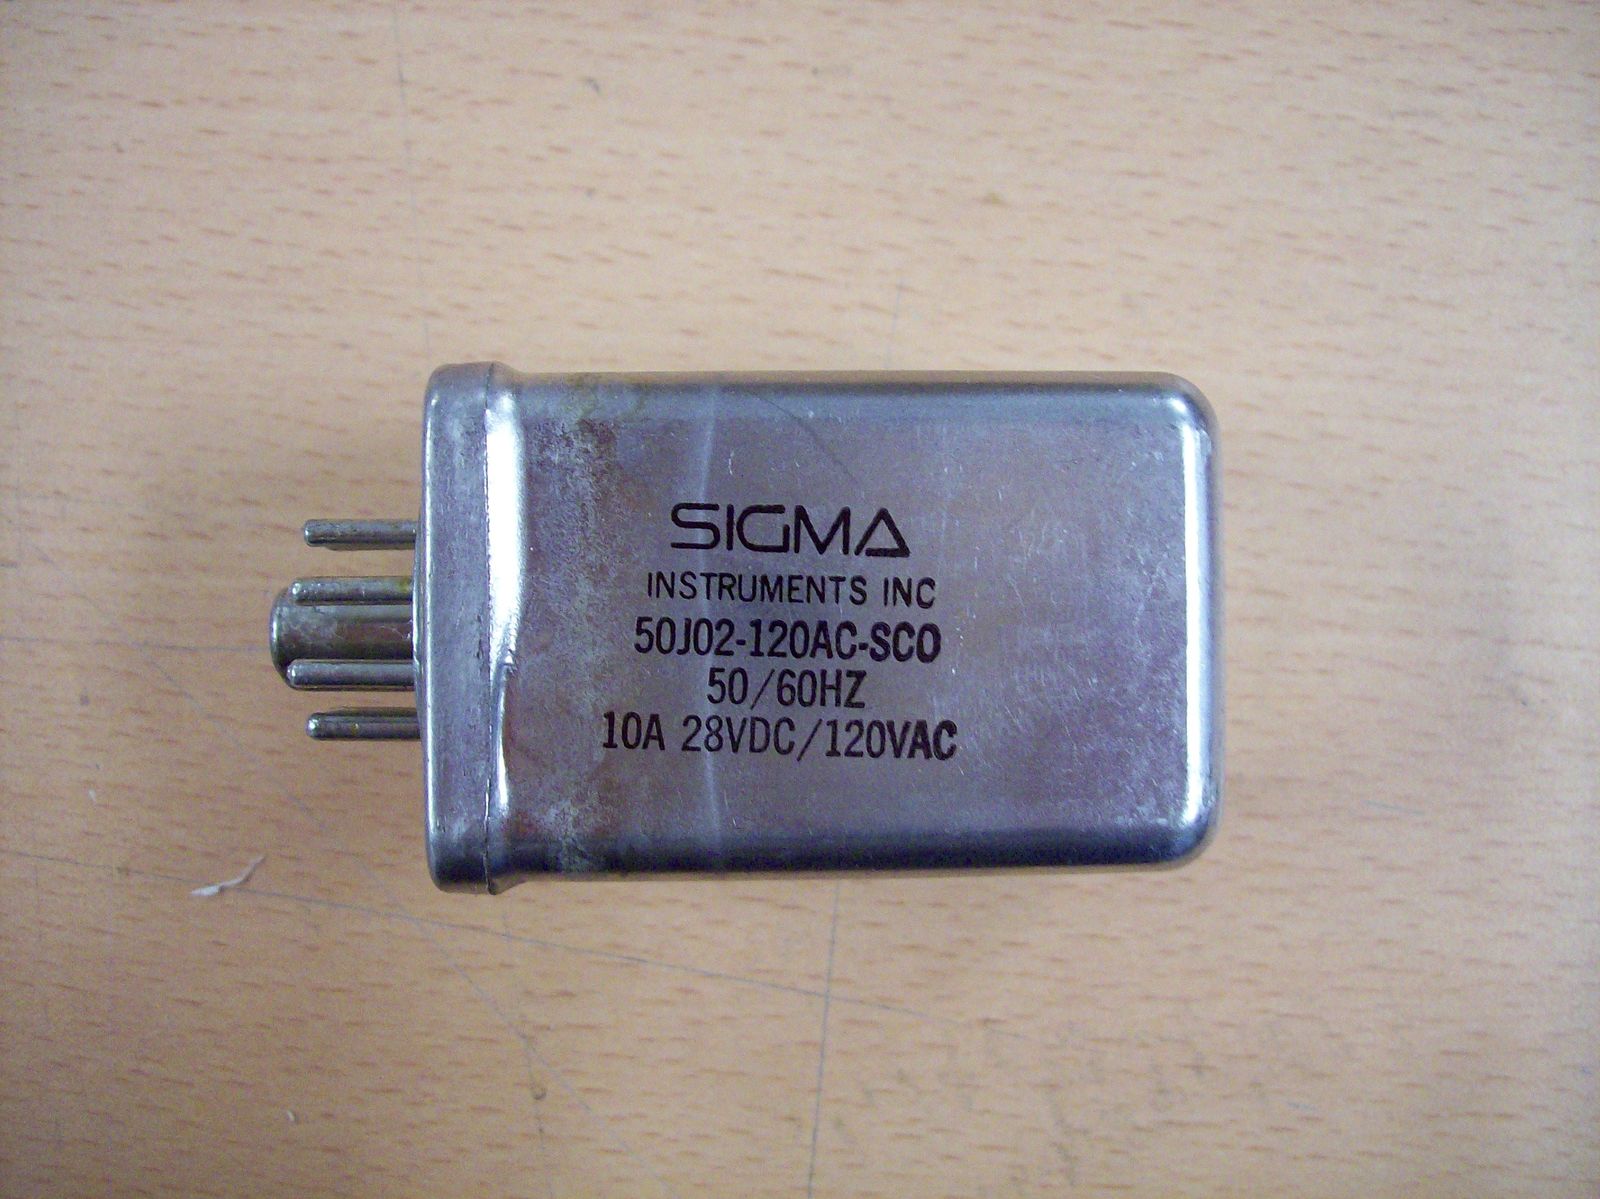 SIGMA
INSTRUMENTS INC
50J02-120AC-SCO
50/60HZ
10A 28VDC/120VAC